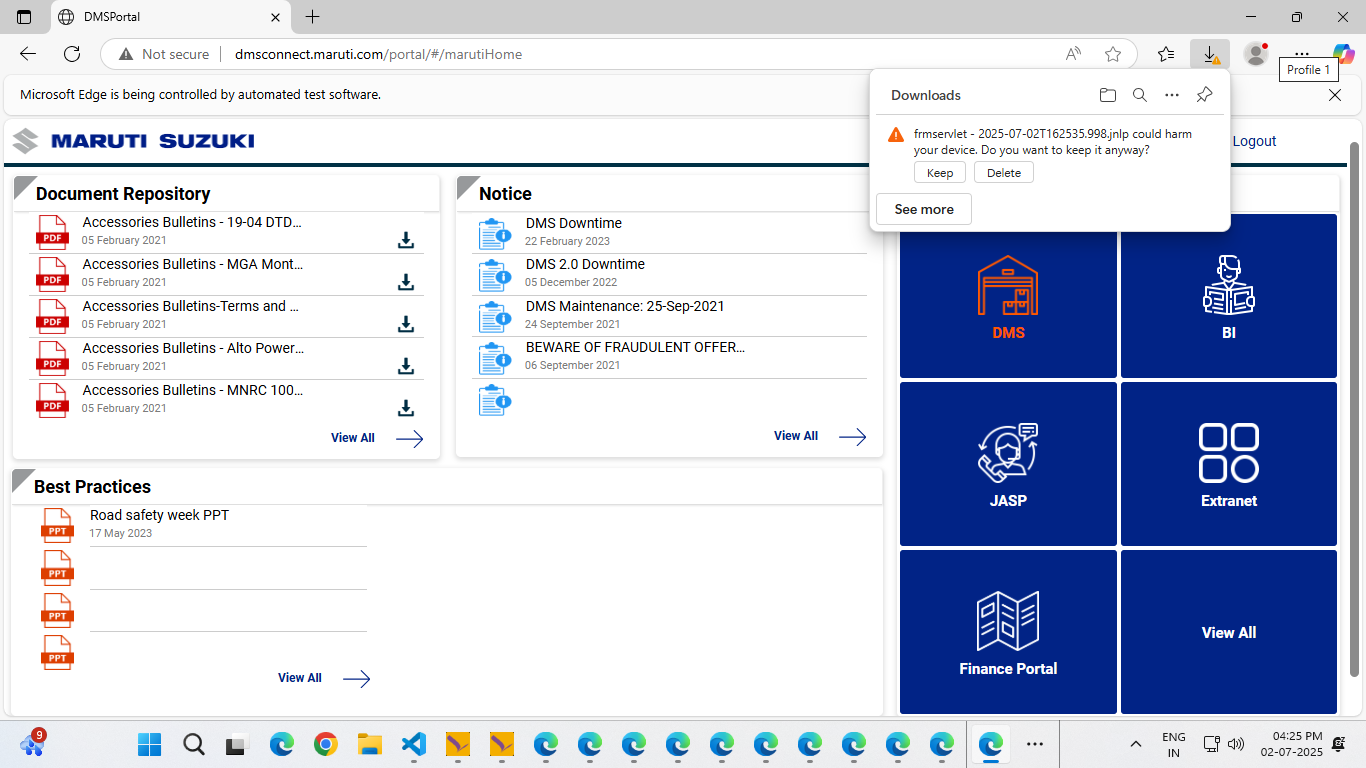 DMSPortal
Not secure
dmsconnect.maruti.com/portal/#/marutiHome
Profile 1
Microsoft Edge is being controlled by automated test software.
Downloads
frmservlet - 2025-07-02T162535.998.jnlp could harm
your device. Do you want to keep it anyway?
Keep
Delete
See more
MARUTI SUZUKI
Logout
Document Repository
Accessories Bulletins - 19-04 DTD...
05 February 2021
Accessories Bulletins - MGA Mont...
05 February 2021
Accessories Bulletins-Terms and ...
05 February 2021
Accessories Bulletins - Alto Power...
05 February 2021
Accessories Bulletins - MNRC 100...
05 February 2021
PDF
PDF
PDF
PDF
PDF
View All
Notice
DMS Downtime
22 February 2023
DMS 2.0 Downtime
05 December 2022
DMS Maintenance: 25-Sep-2021
24 September 2021
BEWARE OF FRAUDULENT OFFER...
06 September 2021
View All
Best Practices
Road safety week PPT
17 May 2023
PPT
PPT
PPT
PPT
View All
DMS
BI
JASP
Extranet
Finance Portal
View All
9
ENG
IN
04:25 PM
02-07-2025